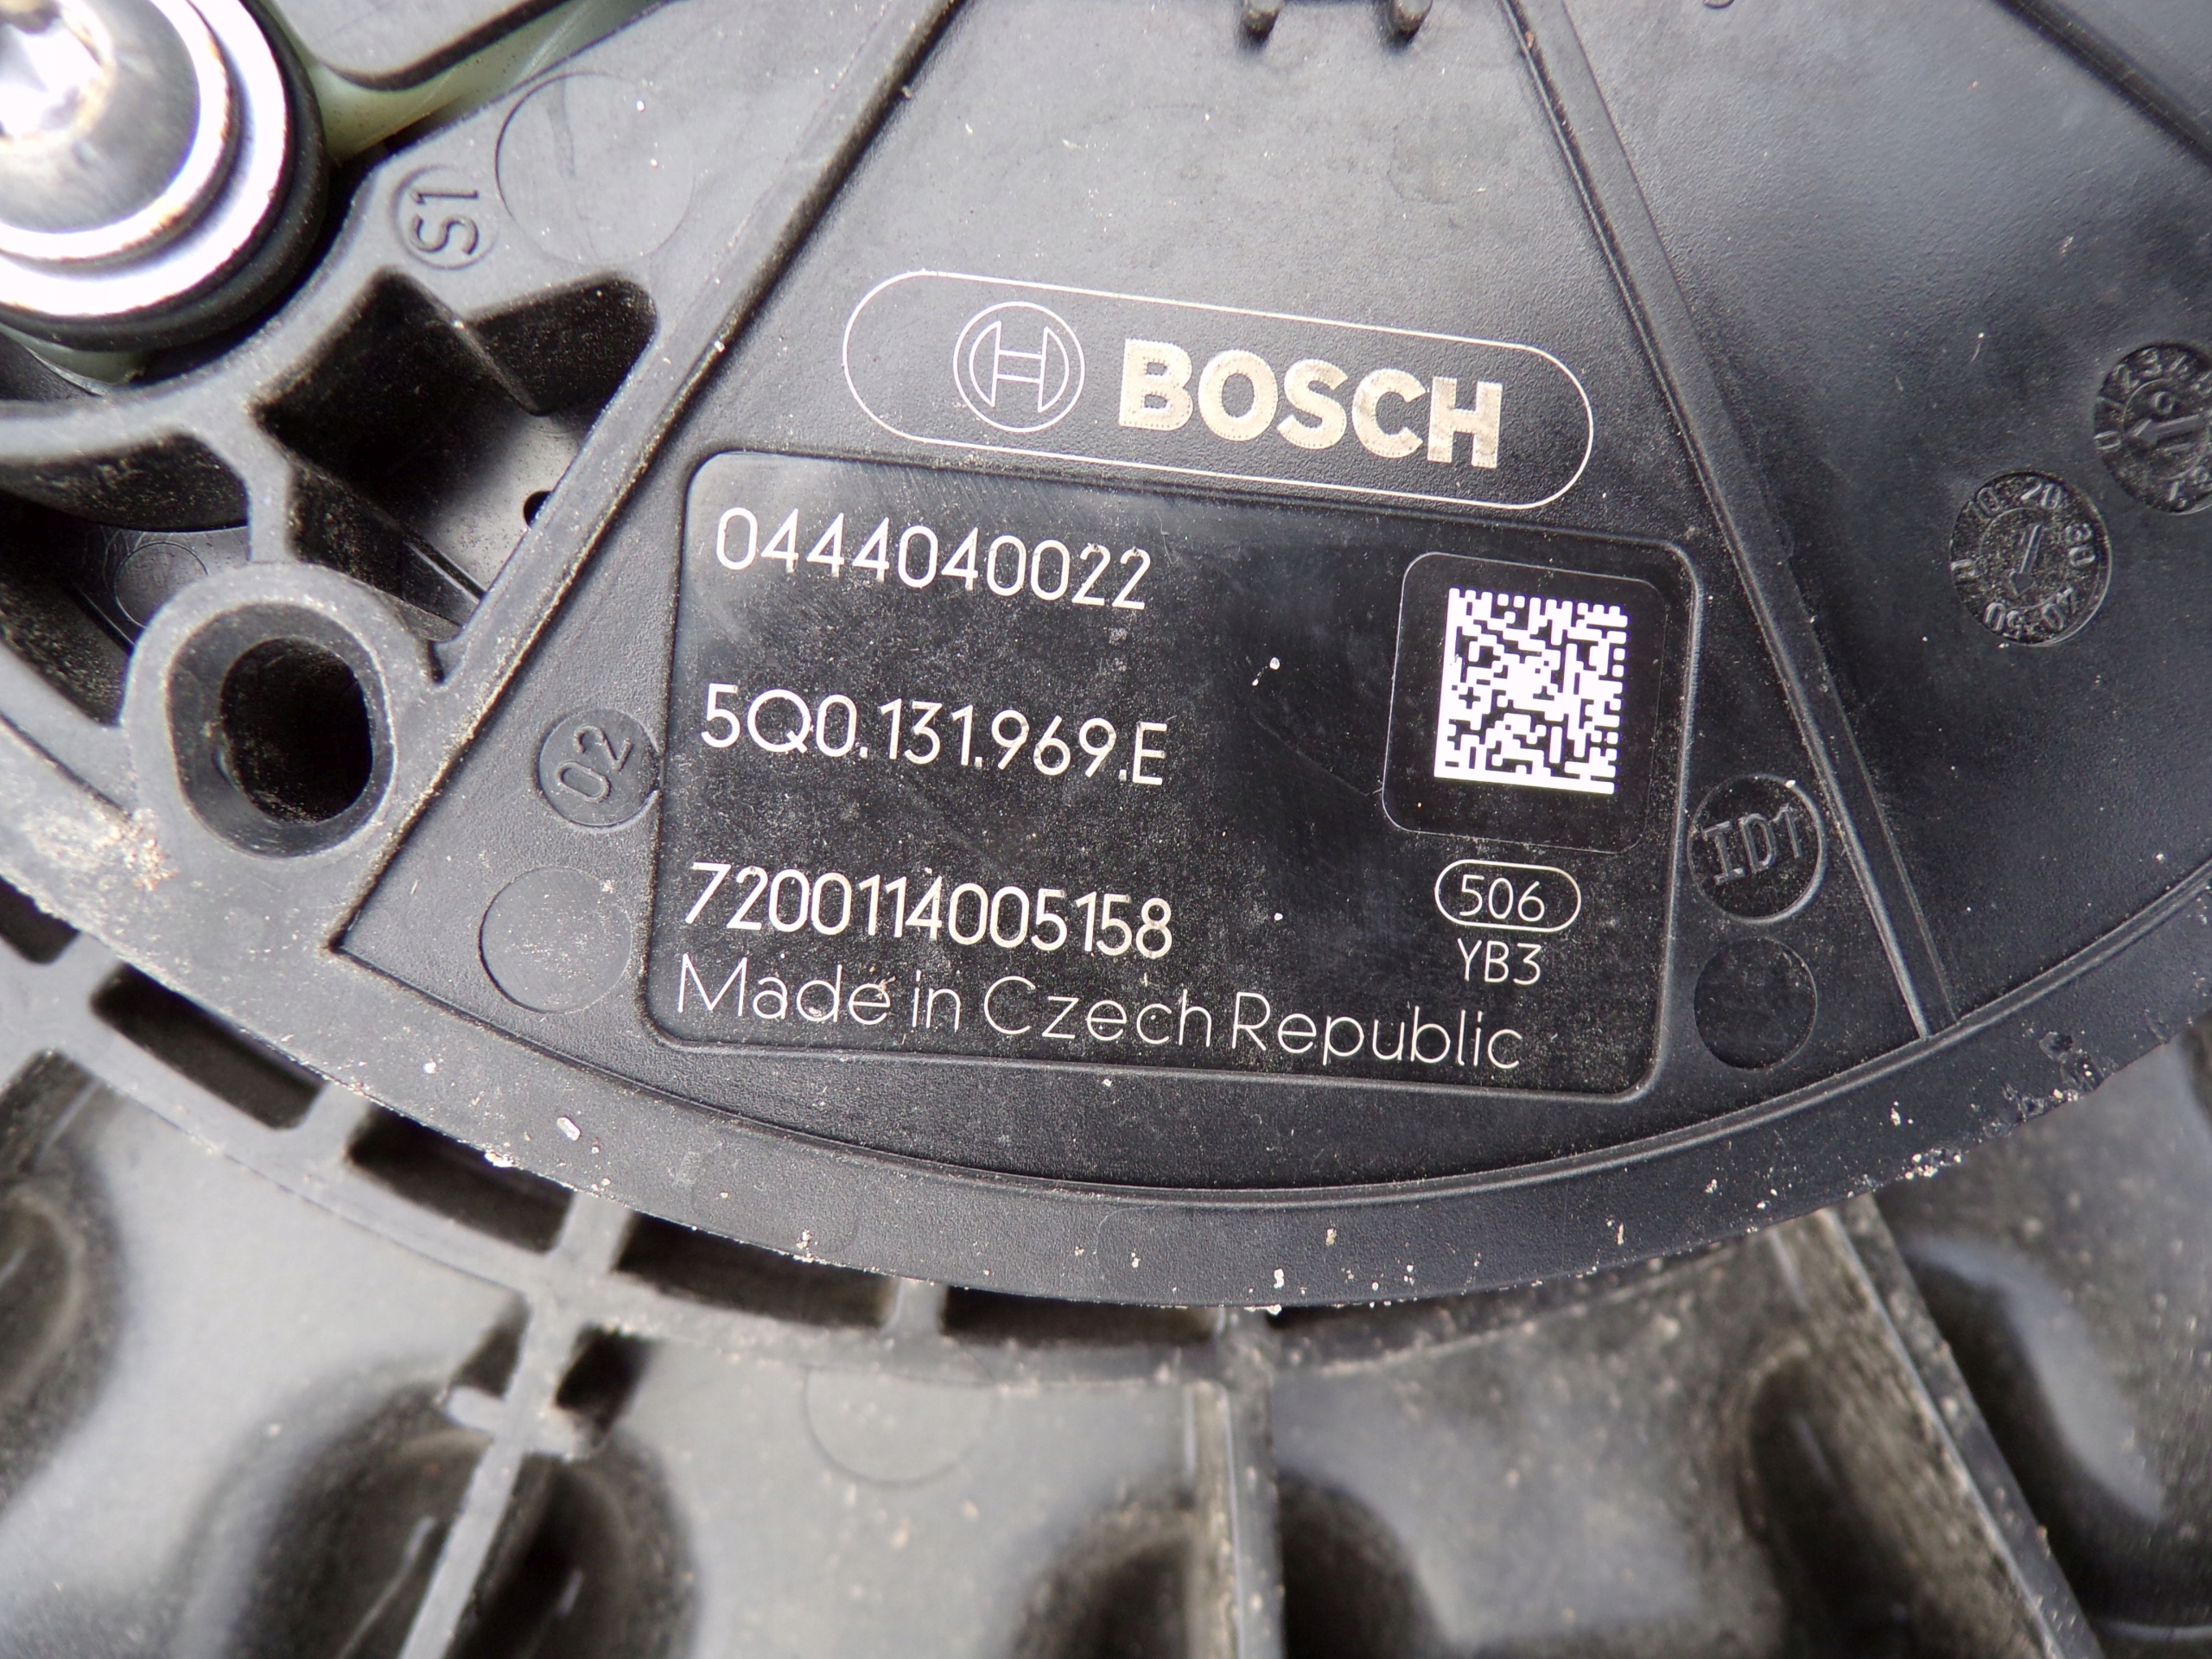 S1
BOSCH
0444040022
5Q0.131.969.E
02
7200114005158
506
ID1
YB3
Made in Czech Republic